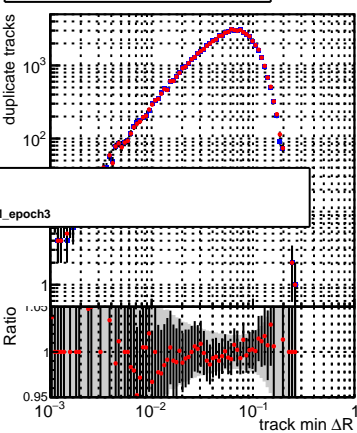 duplicate tracks
10³
10²
l_epoch3
1
1.05
Ratio
1
0.95
10⁻³ 10⁻² 10⁻¹ 1
track min ΔR